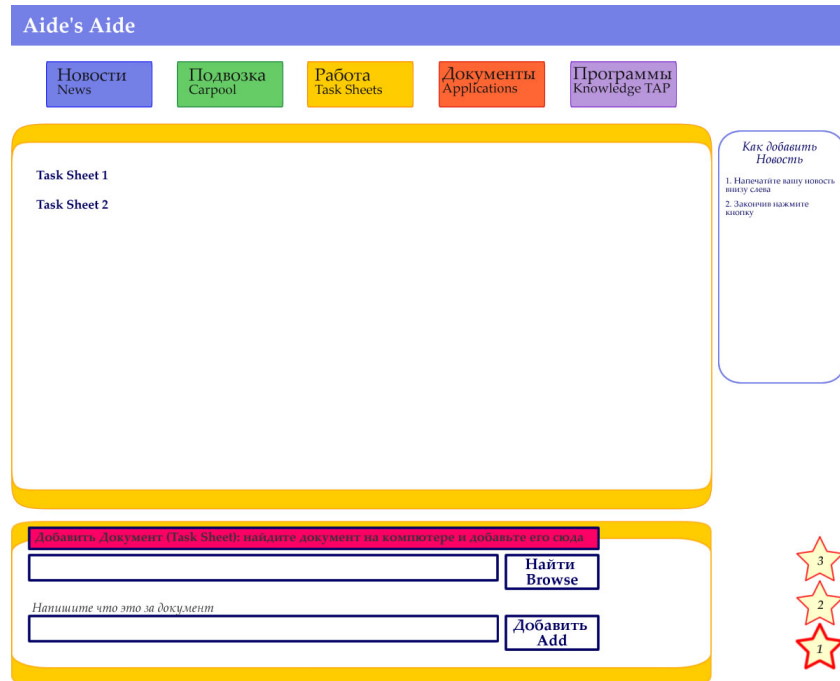 Aide's Aide
Новости
News
Подвозка
Carpool
Работа
Task Sheets
Документы
Applications
Программы
Knowledge TAP
Task Sheet 1
Task Sheet 2
Как добавить
Новость
1. Напечатйте вашу новость
внизу слева
2. Закончив нажмите
кнопку
Добавить Документ (Task Sheet): найдите документ на компютере и добавьте его сюда
Найти
Browse
Напишите что это за документ
Добавить
Add
3
2
1